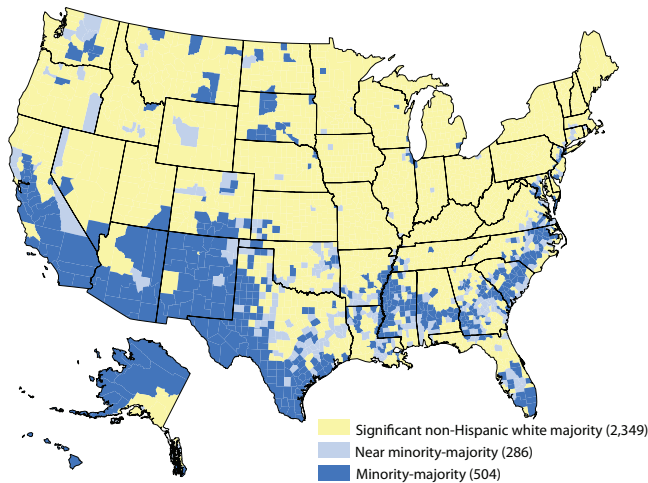 Significant non-Hispanic white majority (2,349)
Near minority-majority (286)
Minority-majority (504)